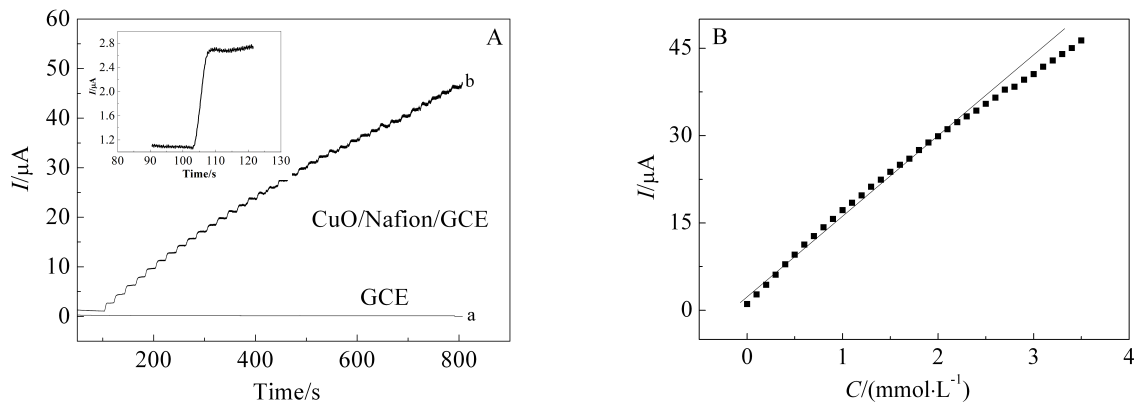 A
60
50
40
30
20
10
0
I/μA
200
400
600
800
Time/s
2.8
2.4
2.0
1.6
1.2
I/μA
80
90
100
110
120
130
Time/s
b
CuO/Nafion/GCE
GCE
a
B
45
30
15
0
I/μA
0
1
2
3
4
C/(mmol·L⁻¹)